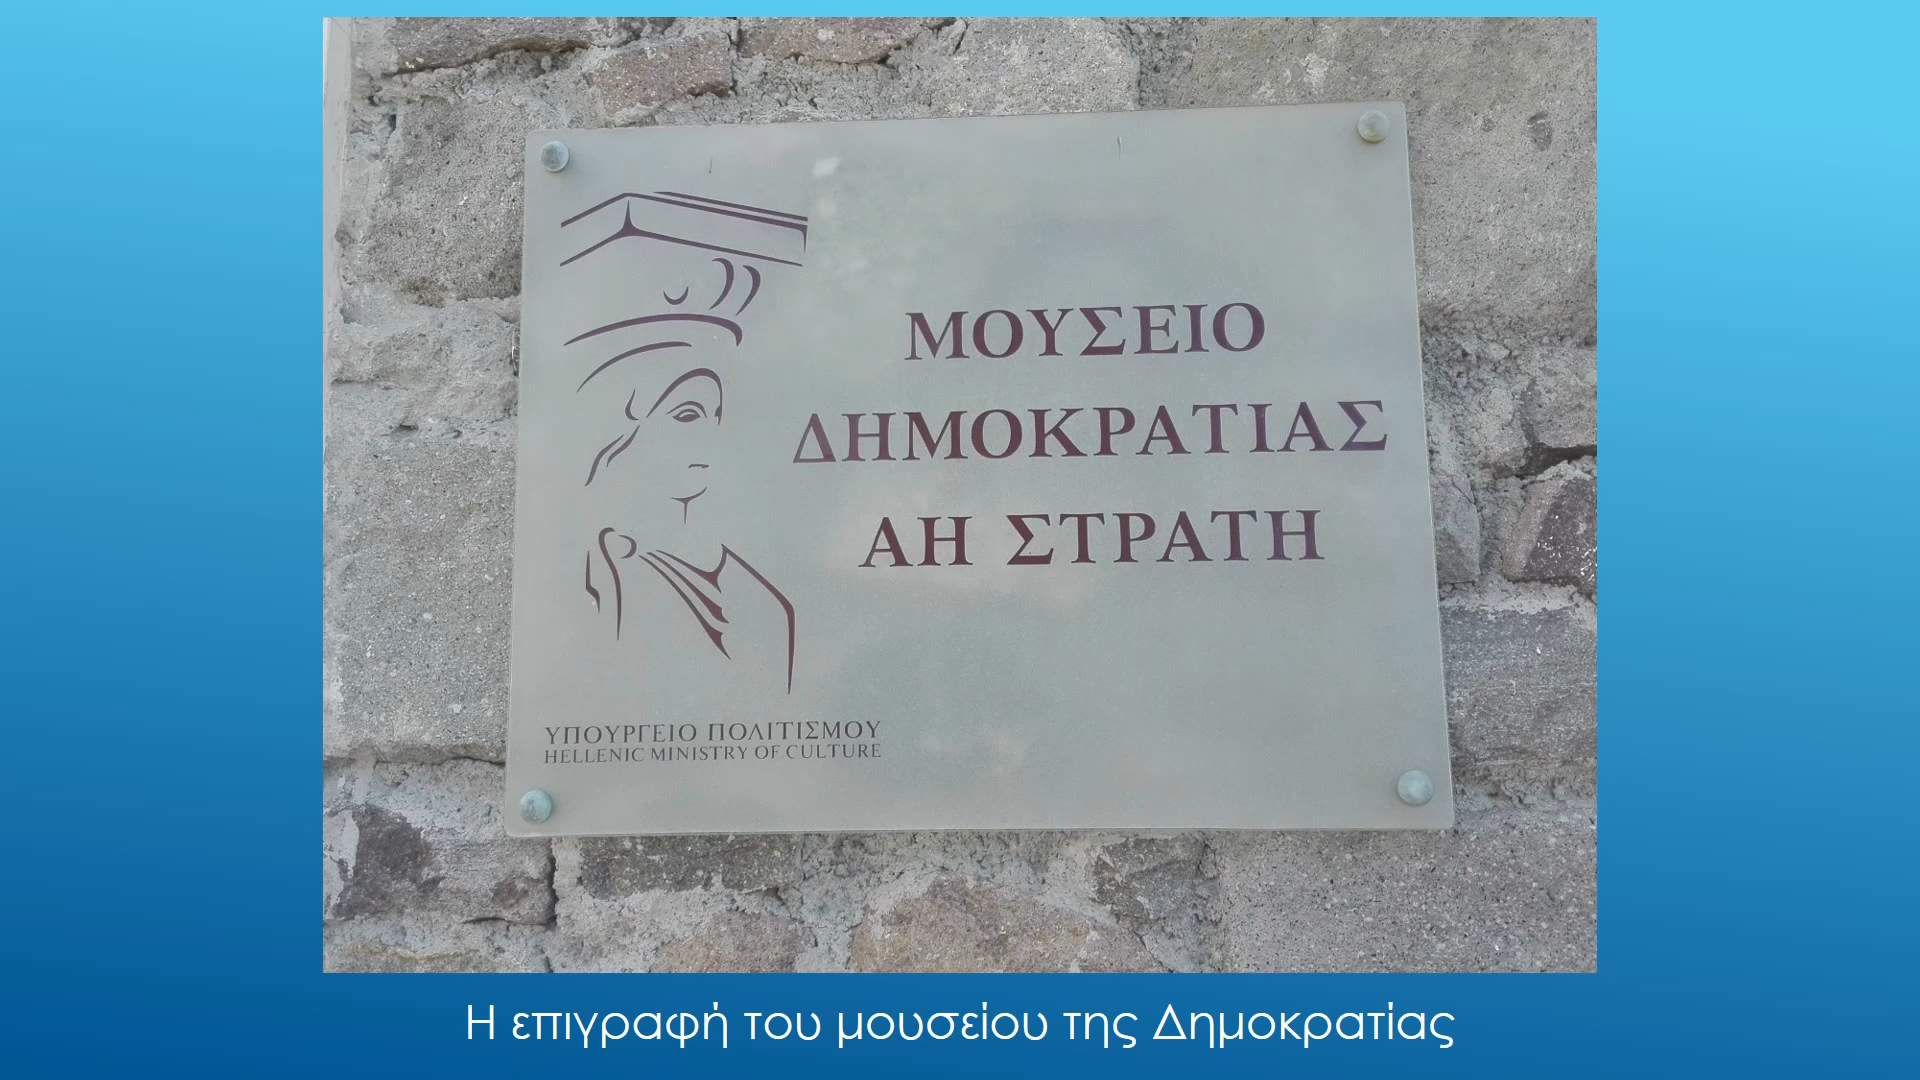 ΜΟΥΣΕΙΟ
ΔΗΜΟΚΡΑΤΙΑΣ
ΑΗ ΣΤΡΑΤΗ
ΥΠΟΥΡΓΕΙΟ ΠΟΛΙΤΙΣΜΟΥ
HELLENIC MINISTRY OF CULTURE
Η επιγραφή του μουσείου της Δημοκρατίας